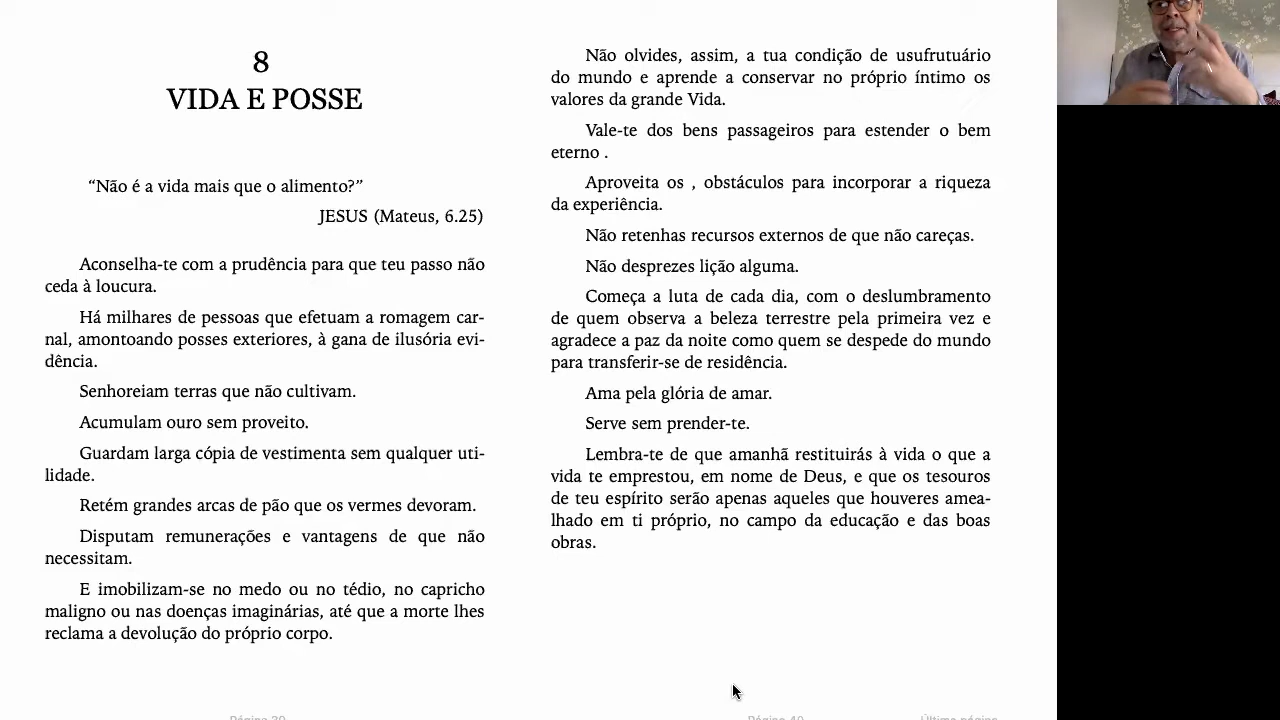 8
VIDA E POSSE
“Não é a vida mais que o alimento?”
JESUS (Mateus, 6.25)
Aconselha-te com a prudência para que teu passo não
ceda à loucura.
Há milhares de pessoas que efetuam a romagem car-
nal, amontoando posses exteriores, à gana de ilusória evi-
dência.
Senhoreiam terras que não cultivam.
Acumulam ouro sem proveito.
Guardam larga cópia de vestimenta sem qualquer uti-
lidade.
Retém grandes arcas de pão que os vermes devoram.
Disputam remunerações e vantagens de que não
necessitam.
E imobilizam-se no medo ou no tédio, no capricho
maligno ou nas doenças imaginárias, até que a morte lhes
reclama a devolução do próprio corpo.
Não olvides, assim, a tua condição de usufrutuário
do mundo e aprende a conservar no próprio íntimo os
valores da grande Vida.
Vale-te dos bens passageiros para estender o bem
eterno .
Aproveita os , obstáculos para incorporar a riqueza
da experiência.
Não retenhas recursos externos de que não careças.
Não desprezes lição alguma.
Começa a luta de cada dia, com o deslumbramento
de quem observa a beleza terrestre pela primeira vez e
agradece a paz da noite como quem se despede do mundo
para transferir-se de residência.
Ama pela glória de amar.
Serve sem prender-te.
Lembra-te de que amanhã restituirás à vida o que a
vida te emprestou, em nome de Deus, e que os tesouros
de teu espírito serão apenas aqueles que houveres amea-
lhado em ti próprio, no campo da educação e das boas
obras.
Página 39
Página 40
Última página